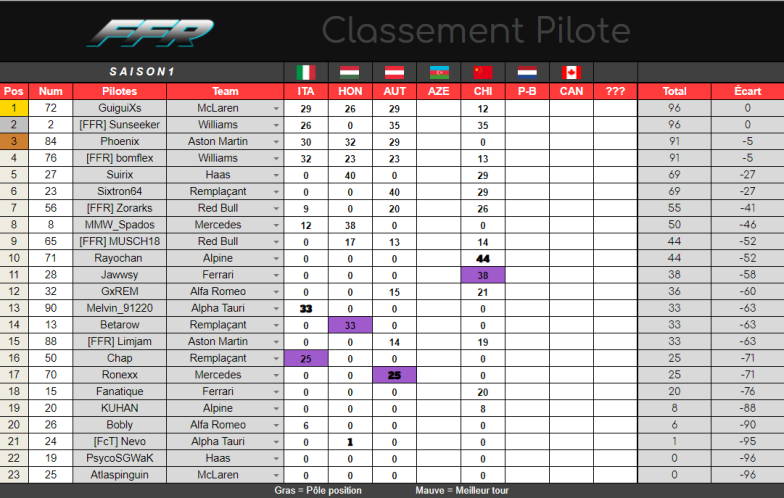 FFR Classement Pilote
SAISON 1
Pos Num Pilotes Team ITA HON AUT AZE CHI P-B CAN ??? Total Écart
1 72 GuiguiXs McLaren 29 26 29 12 96 0
2 2 [FFR] Sunseeker Williams 26 0 35 35 96 0
3 84 Phoenix Aston Martin 30 32 29 0 91 -5
4 76 [FFR] bomflex Williams 32 23 23 13 91 -5
5 27 Suirix Haas 0 40 0 29 69 -27
6 23 Sixtron64 Remplaçant 0 0 40 29 69 -27
7 56 [FFR] Zorarks Red Bull 9 0 20 26 55 -41
8 8 MMW_Spados Mercedes 12 38 0 0 50 -46
9 65 [FFR] MUSCH18 Red Bull 0 17 13 14 44 -52
10 71 Rayochan Alpine 0 0 0 44 44 -52
11 28 Jawwsy Ferrari 0 0 0 38 38 -58
12 32 GxREM Alfa Romeo 0 0 15 21 36 -60
13 90 Melvin_91220 Alpha Tauri 33 0 0 0 33 -63
14 13 Betarow Remplaçant 0 33 0 0 33 -63
15 88 [FFR] Limjam Aston Martin 0 0 14 19 33 -63
16 50 Chap Remplaçant 25 0 0 0 25 -71
17 70 Ronexx Mercedes 0 0 25 0 25 -71
18 15 Fanatique Ferrari 0 0 0 20 20 -76
19 20 KUHAN Alpine 0 0 0 8 8 -88
20 26 Bobly Alfa Romeo 6 0 0 0 6 -90
21 24 [FcT] Nevo Alpha Tauri 0 1 0 0 1 -95
22 19 PsycoSGWaK Haas 0 0 0 0 0 -96
23 25 Atlaspinguin McLaren 0 0 0 0 0 -96
Gras = Pôle position Mauve = Meilleur tour